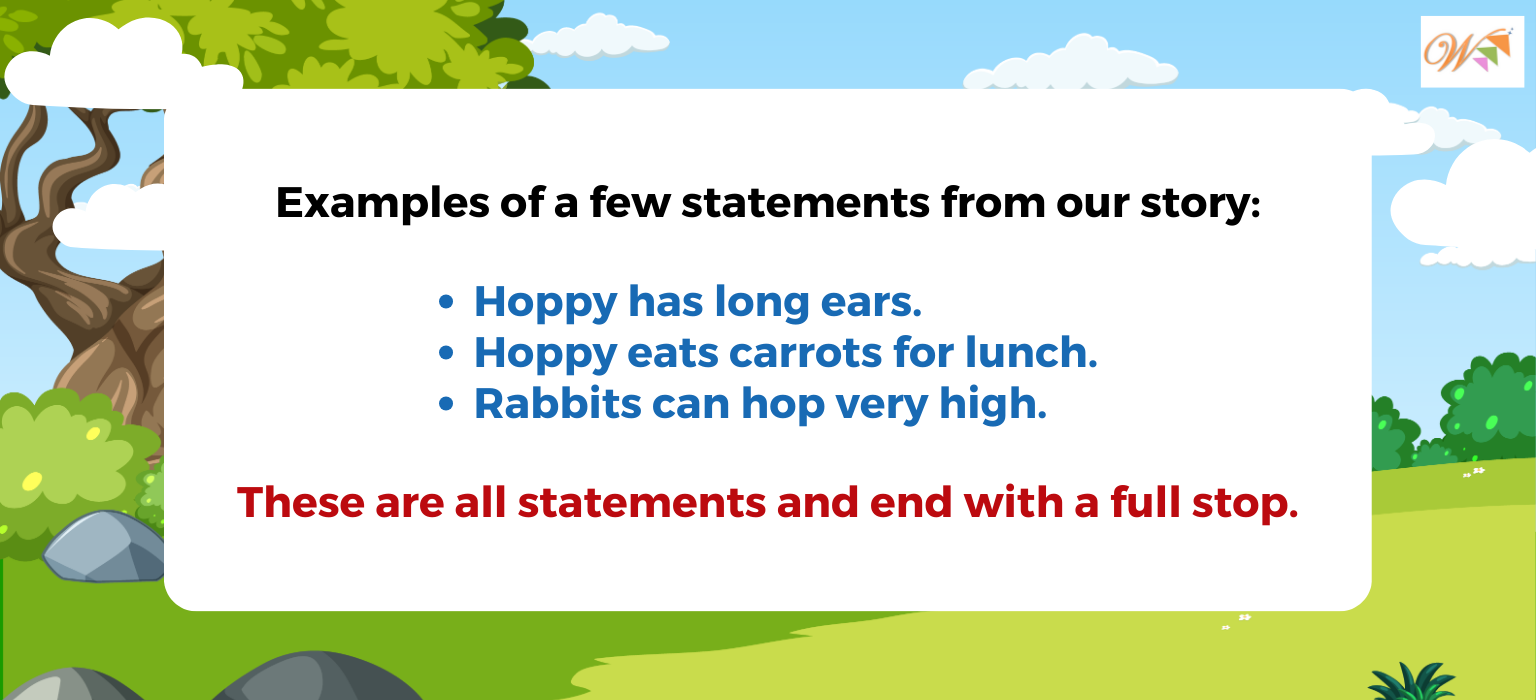 W
Examples of a few statements from our story:
• Hoppy has long ears.
• Hoppy eats carrots for lunch.
• Rabbits can hop very high.
These are all statements and end with a full stop.